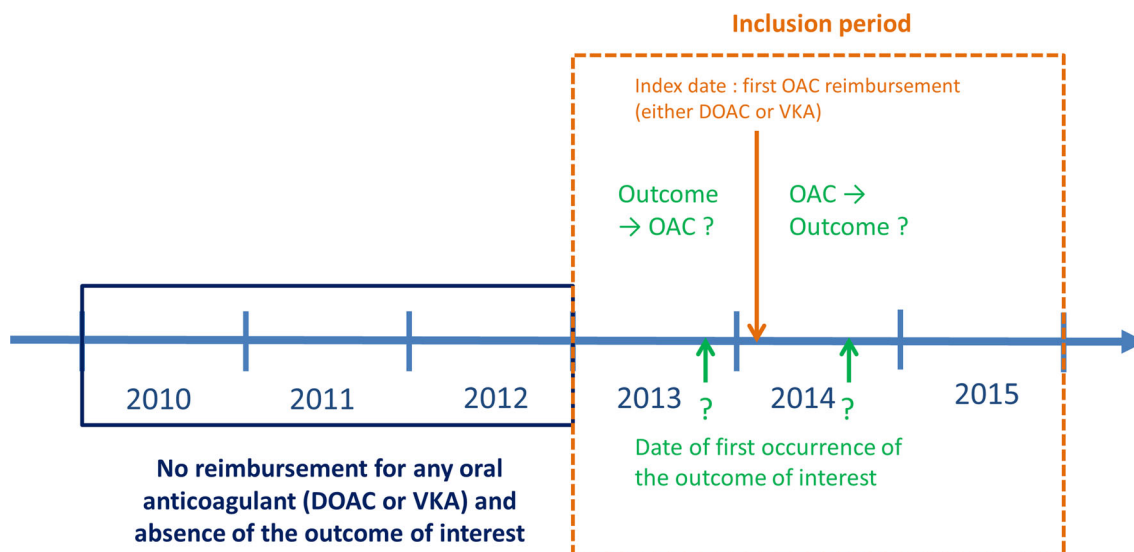 Inclusion period
Index date : first OAC reimbursement
(either DOAC or VKA)
Outcome
→ OAC ?
OAC →
Outcome ?
2010
2011
2012
2013
2014
2015
?
?
Date of first occurrence of
the outcome of interest
No reimbursement for any oral
anticoagulant (DOAC or VKA) and
absence of the outcome of interest